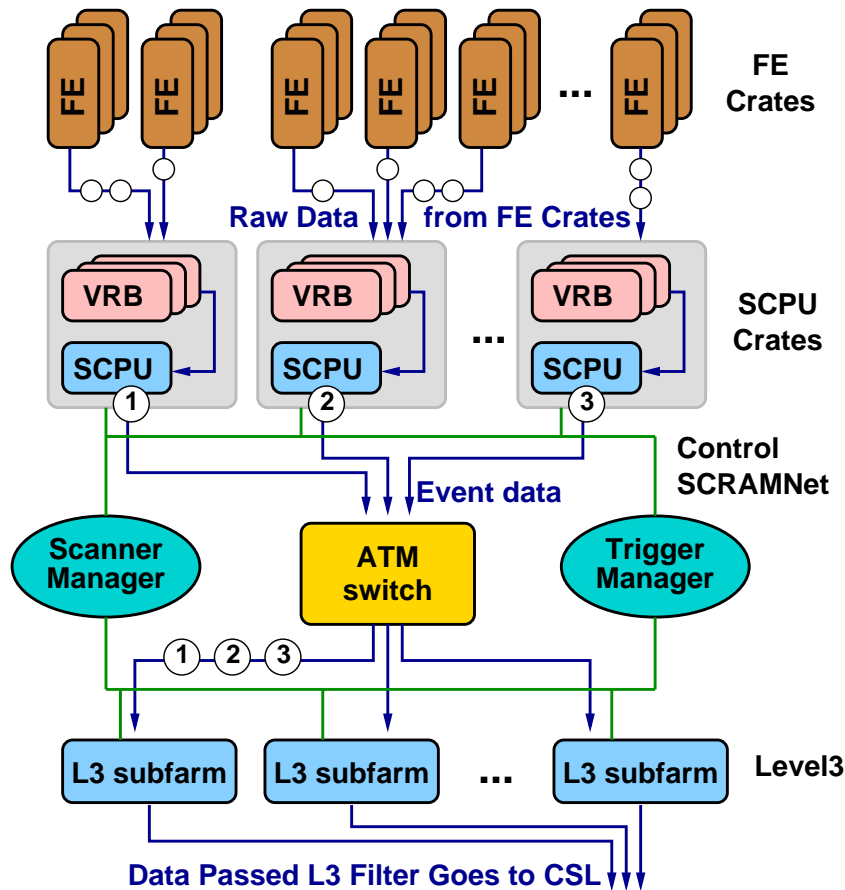 FE FE FE FE FE ... FE
FE
Crates
Raw Data from FE Crates
VRB VRB VRB
SCPU
Crates
...
SCPU SCPU SCPU
1 2 3
Control
SCRAMNet
Event data
Scanner
Manager
ATM
switch
Trigger
Manager
1 2 3
L3 subfarm L3 subfarm ... L3 subfarm
Level3
Data Passed L3 Filter Goes to CSL